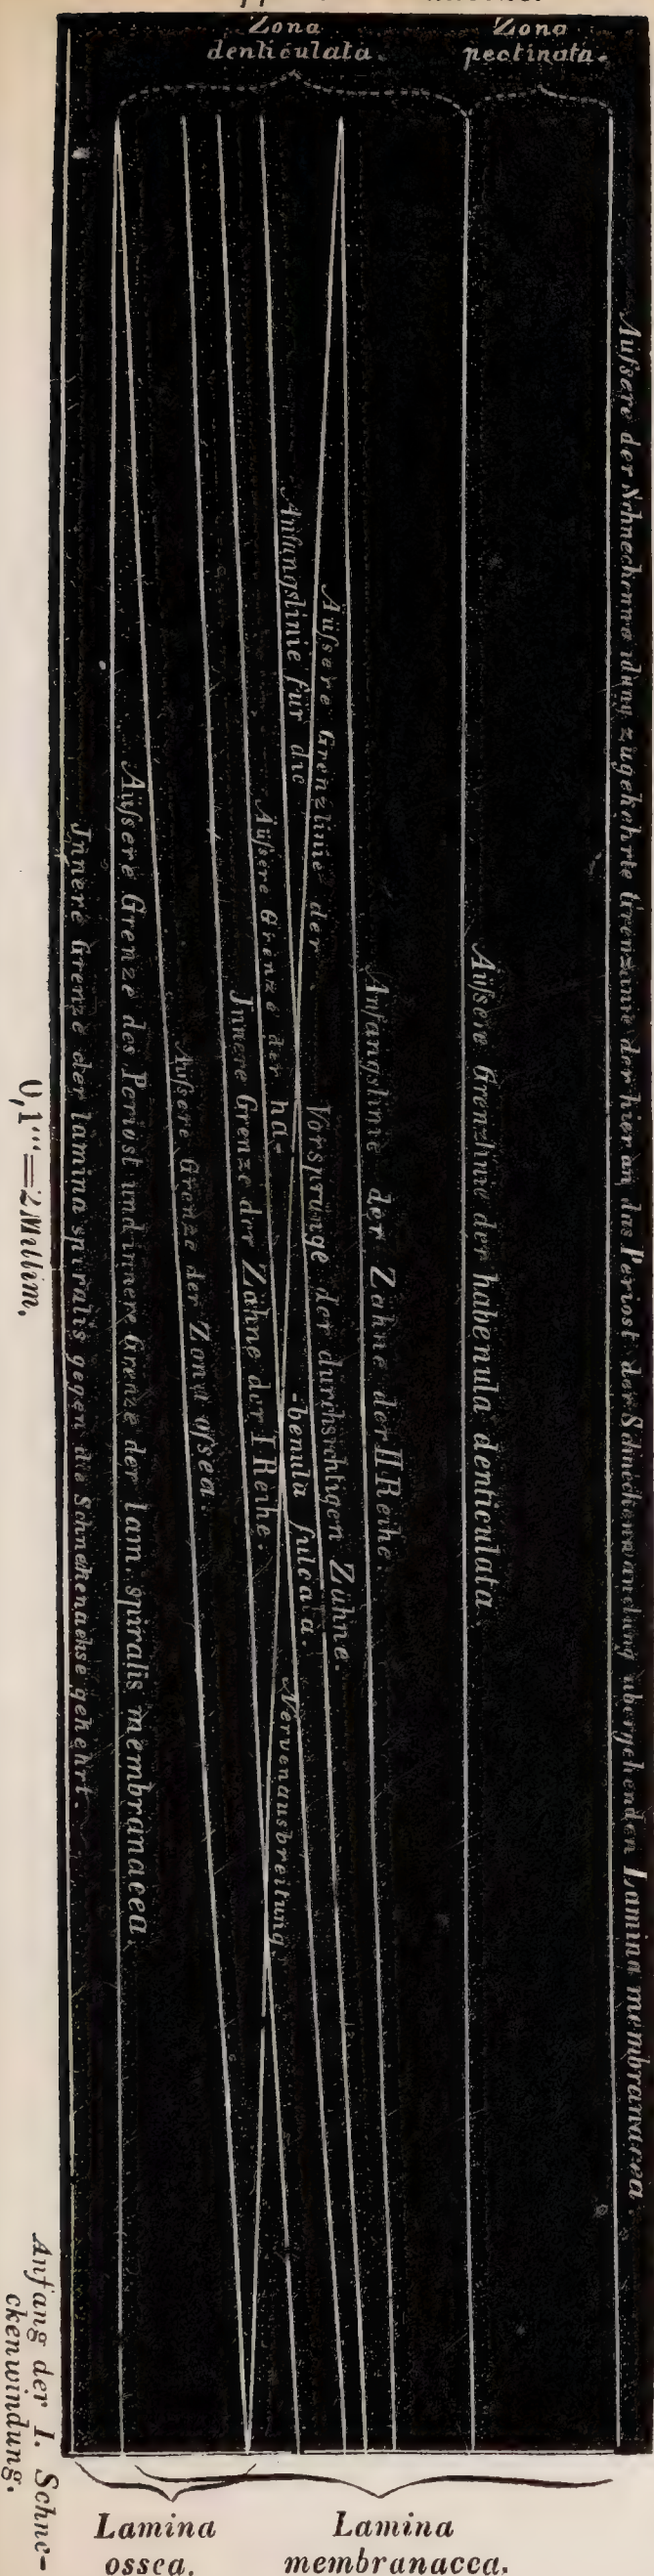 Zona
denticulata.
Zona
pectinata.
Äuſsere der zugekehrte der hier an das Periost der Schneckenwandung übergehenden Lamina membranacea.
Äuſsere Grenzlinie der habenula denticulata
Anfangslinie der Zähne der II Reihe.
Äuſsere Grenzlinie der
Vorsprünge der durchsichtigen Zähne.
Anfangslinie für die
Nervenausbreitung.
Äuſsere Grenze der ha-
-benula sulcata.
Innere Grenze der Zähne der I Reihe.
Äuſsere Grenze der Zona oſsea.
Äuſsere Grenze des Periost und innere Grenze der lam. spiralis membranacea.
Innere Grenze der lamina spiralis gegen die Schnekenachse gekehrt.
0,1'''=2 Millim.
Anfang der I. Schne-
ckenwindung.
Lamina
ossea.
Lamina
membranacea.